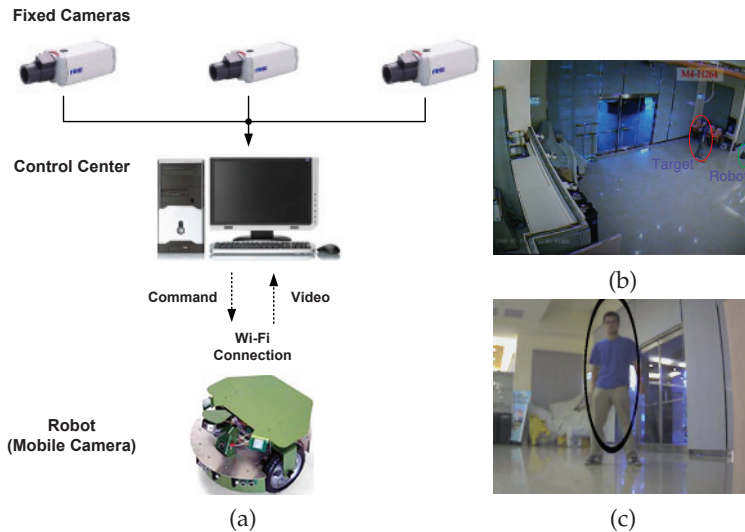 Fixed Cameras
Control Center
Command
Video
Wi-Fi
Connection
Robot
(Mobile Camera)
(a)
M4-H264
Target
Robot
(b)
(c)